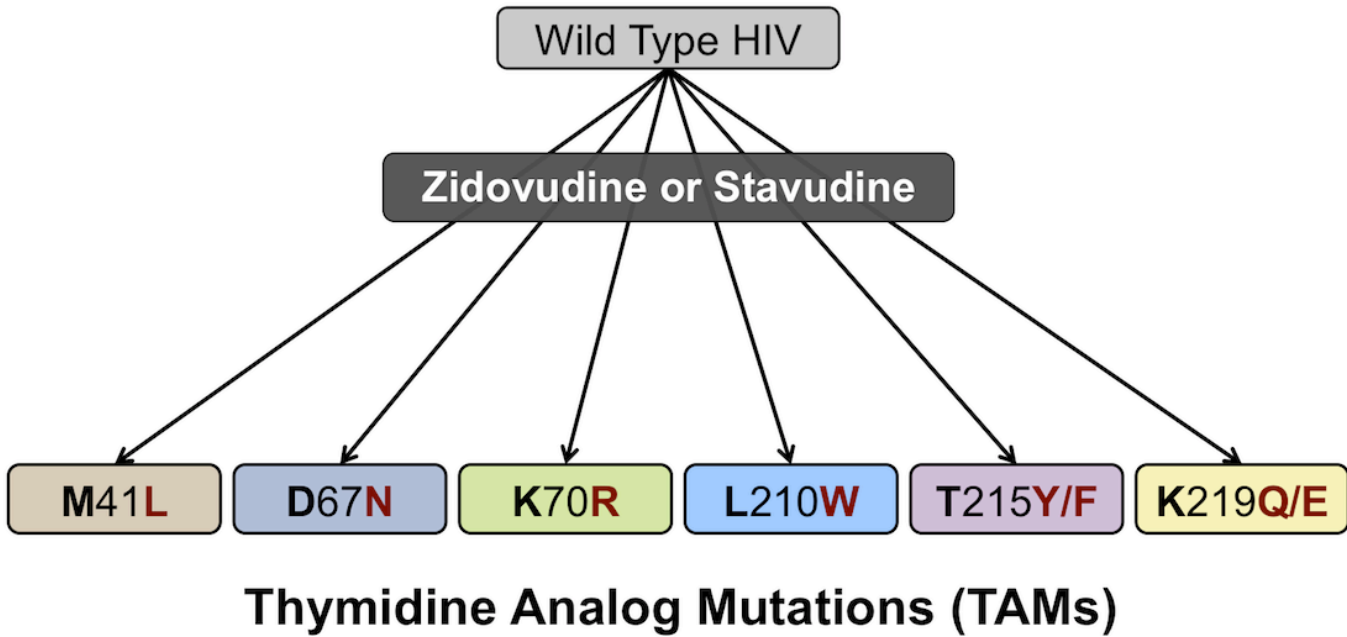 Wild Type HIV
Zidovudine or Stavudine
M41L D67N K70R L210W T215Y/F K219Q/E
Thymidine Analog Mutations (TAMs)